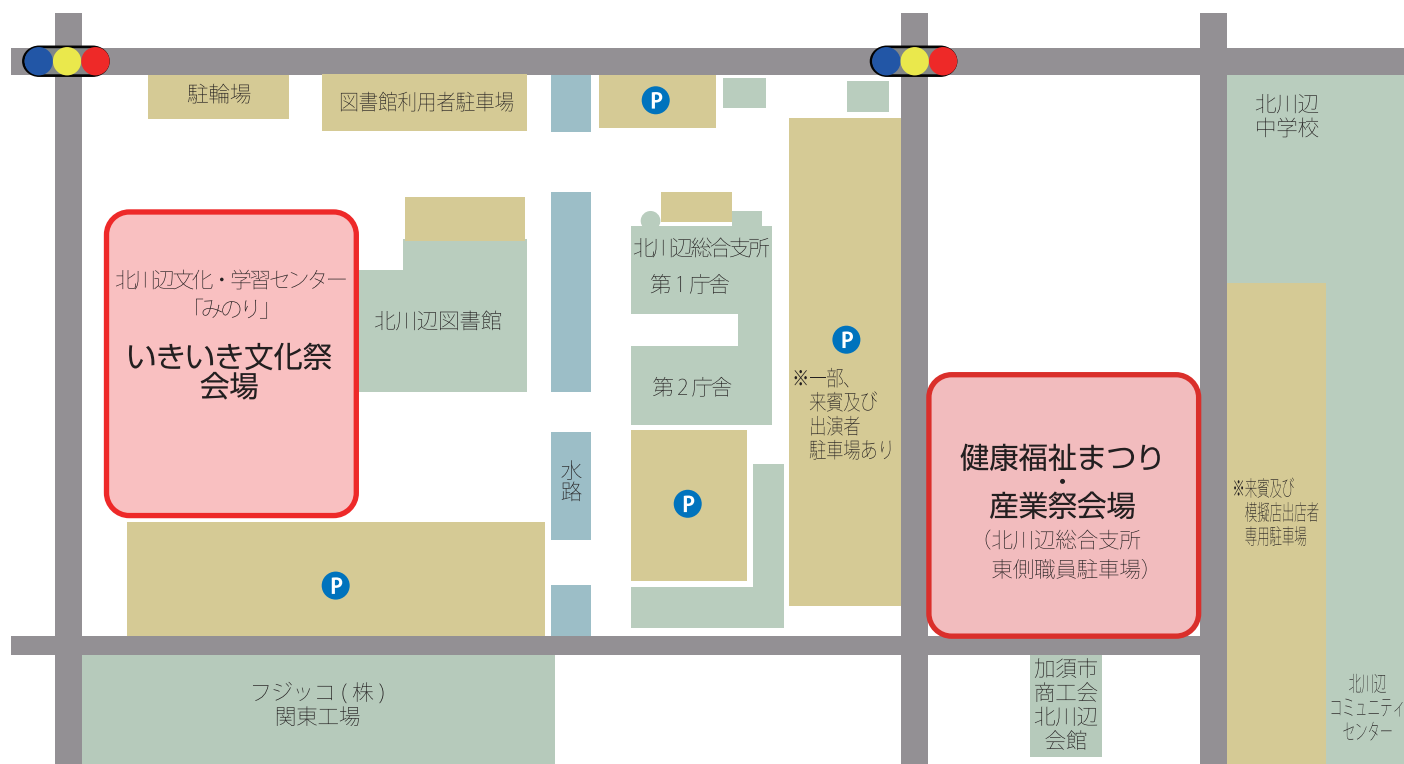 駐輪場
図書館利用者駐車場
P
北川辺
中学校
北川辺文化・学習センター
「みのり」
いきいき文化祭
会場
北川辺図書館
北川辺総合支所
第1庁舎
第2庁舎
P
※一部、
来賓及び
出演者
駐車場あり
水
路
P
P
健康福祉まつり
・
産業祭会場
(北川辺総合支所
東側職員駐車場)
※来賓及び
模擬店出店者
専用駐車場
フジッコ(株)
関東工場
加須市
商工会
北川辺
会館
北川辺
コミュニティ
センター